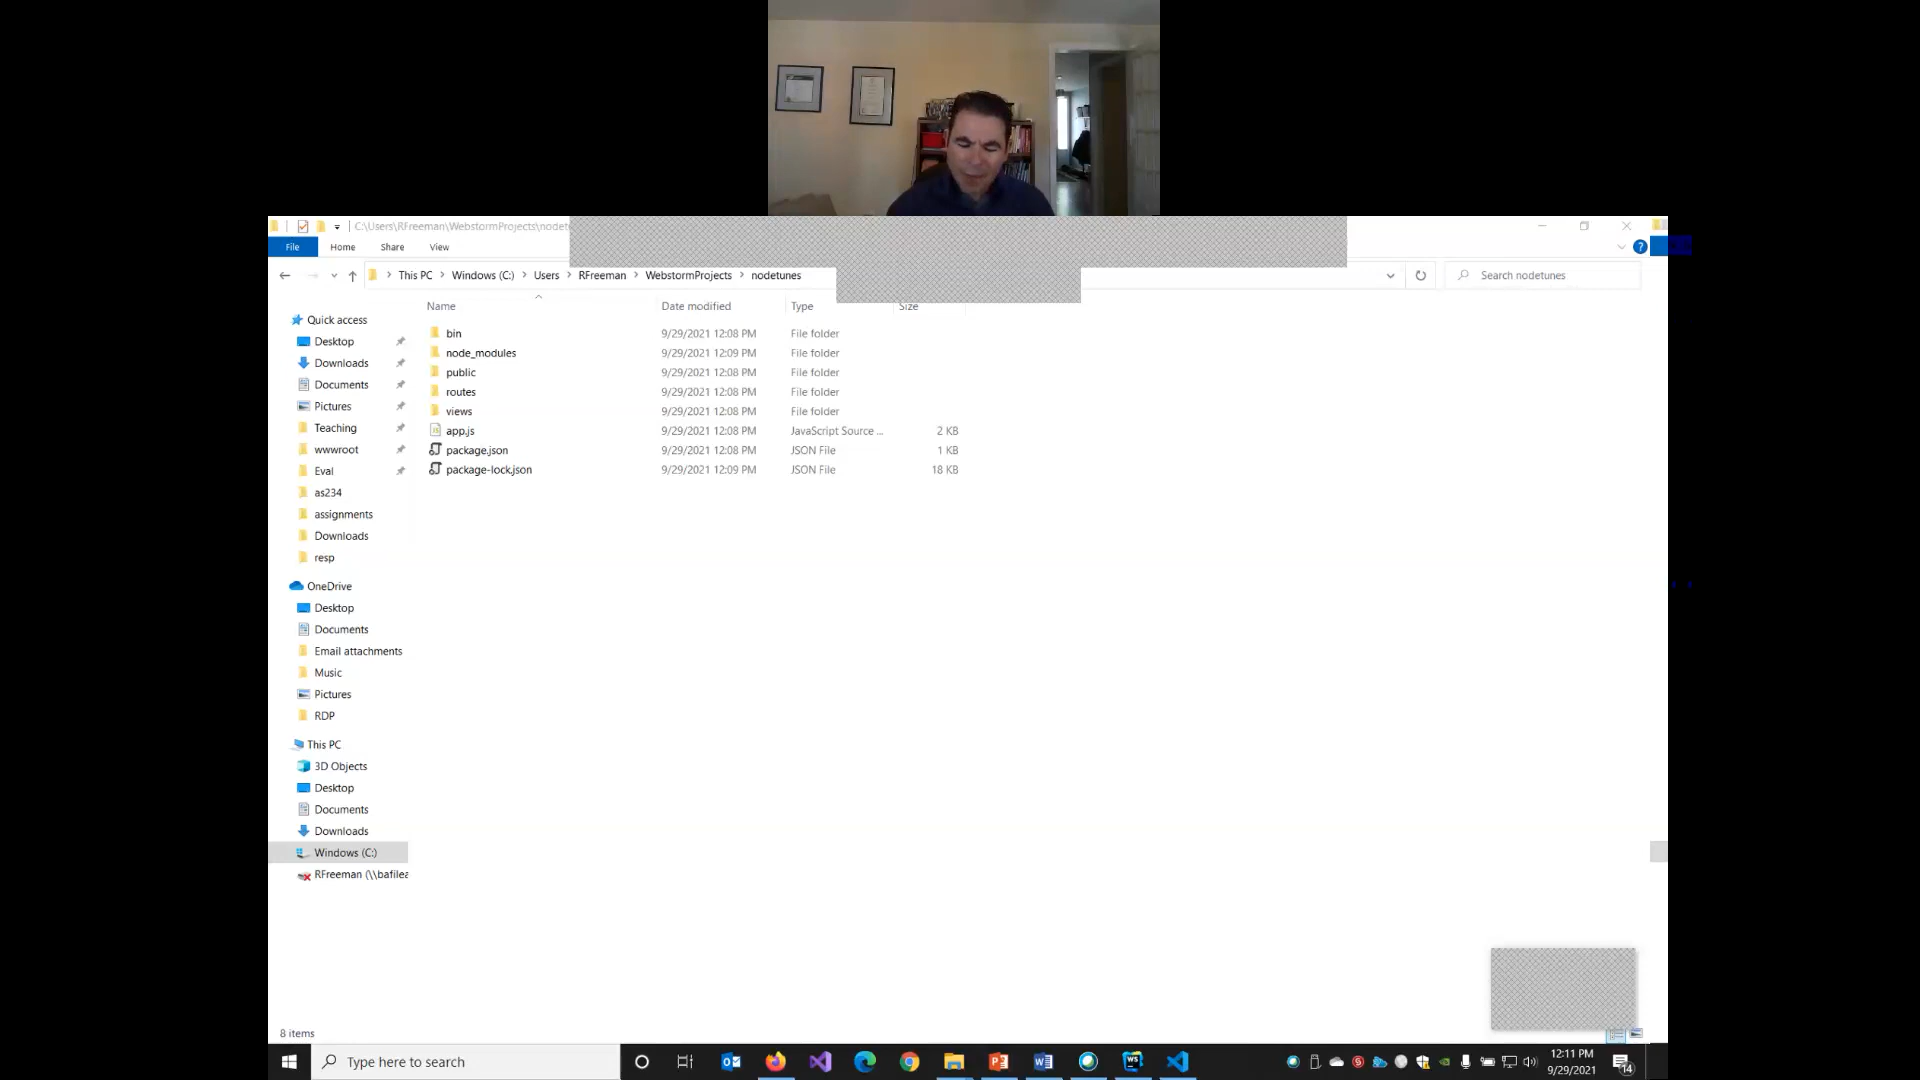 C:\Users\RFreeman\WebstormProjects\nodet
File Home Share View
This PC > Windows (C:) > Users > RFreeman > WebstormProjects > nodetunes
Search nodetunes
Name Date modified Type Size
bin 9/29/2021 12:08 PM File folder
node_modules 9/29/2021 12:09 PM File folder
public 9/29/2021 12:08 PM File folder
routes 9/29/2021 12:08 PM File folder
views 9/29/2021 12:08 PM File folder
app.js 9/29/2021 12:08 PM JavaScript Source ... 2 KB
package.json 9/29/2021 12:08 PM JSON File 1 KB
package-lock.json 9/29/2021 12:09 PM JSON File 18 KB
Quick access
Desktop
Downloads
Documents
Pictures
Teaching
wwwroot
Eval
as234
assignments
Downloads
resp
OneDrive
Desktop
Documents
Email attachments
Music
Pictures
RDP
This PC
3D Objects
Desktop
Documents
Downloads
Windows (C:)
RFreeman (\\bafilea
8 items
Type here to search
12:11 PM
9/29/2021
14